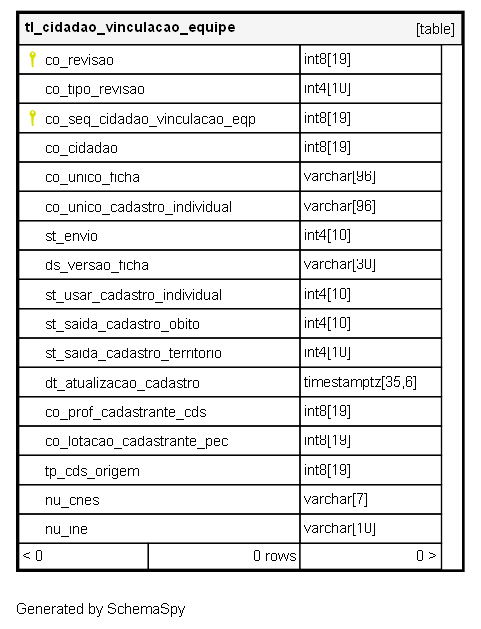 tl_cidadao_vinculacao_equipe [table]
co_revisao int8[19]
co_tipo_revisao int4[10]
co_seq_cidadao_vinculacao_eqp int8[19]
co_cidadao int8[19]
co_unico_ficha varchar[96]
co_unico_cadastro_individual varchar[96]
st_envio int4[10]
ds_versao_ficha varchar[30]
st_usar_cadastro_individual int4[10]
st_saida_cadastro_obito int4[10]
st_saida_cadastro_territorio int4[10]
dt_atualizacao_cadastro timestamptz[35,6]
co_prof_cadastrante_cds int8[19]
co_lotacao_cadastrante_pec int8[19]
tp_cds_origem int8[19]
nu_cnes varchar[7]
nu_ine varchar[10]
< 0 0 rows 0 >
Generated by SchemaSpy